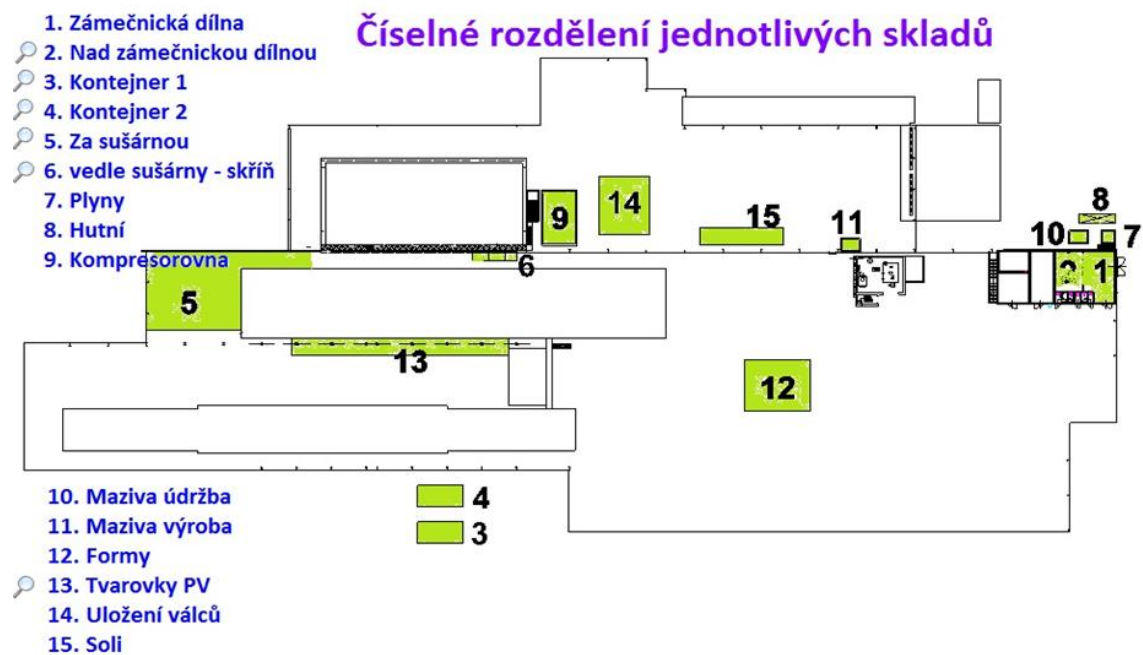 Číselné rozdělení jednotlivých skladů
1. Zámečnická dílna
2. Nad zámečnickou dílnou
3. Kontejner 1
4. Kontejner 2
5. Za sušárnou
6. vedle sušárny - skříň
7. Plyny
8. Hutní
9. Kompresorovna
8
14
9
15
11
10
7
6
2
1
5
13
12
4
3
10. Maziva údržba
11. Maziva výroba
12. Formy
13. Tvarovky PV
14. Uložení válců
15. Soli